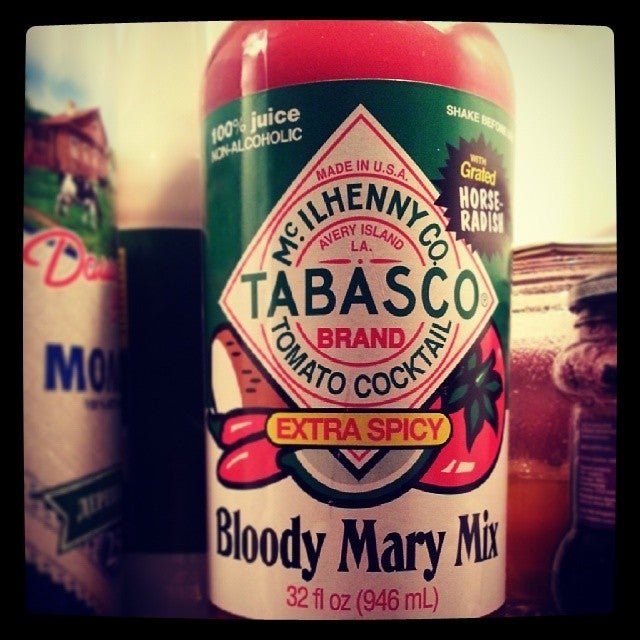 100% juice
NON-ALCOHOLIC
SHAKE BEFORE
WITH
Grated
HORSE-
RADISH
MADE IN U.S.A.
McILHENNY CO.
AVERY ISLAND
LA.
TABASCO®
BRAND
TOMATO COCKTAIL
EXTRA SPICY
Bloody Mary Mix
32 fl oz (946 mL)